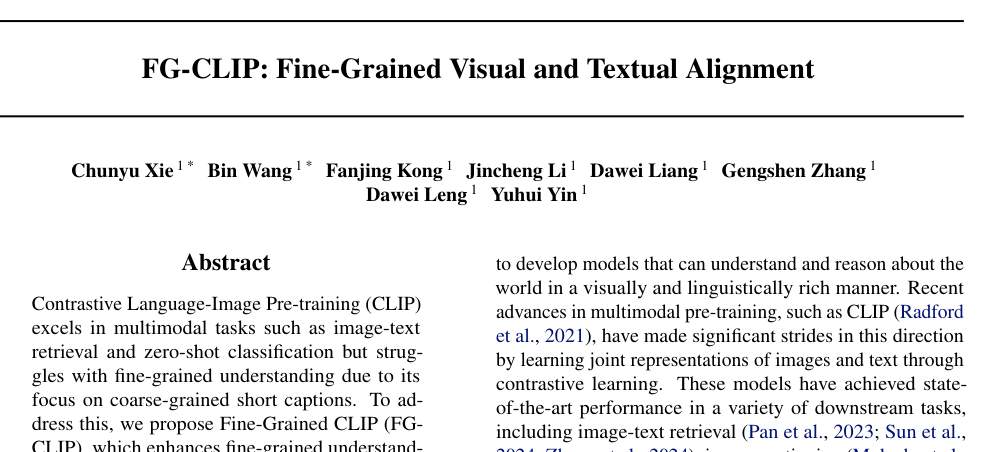 FG-CLIP: Fine-Grained Visual and Textual Alignment
Chunyu Xie 1 * Bin Wang 1 * Fanjing Kong 1 Jincheng Li 1 Dawei Liang 1 Gengshen Zhang 1
Dawei Leng 1 Yuhui Yin 1
Abstract
Contrastive Language-Image Pre-training (CLIP)
excels in multimodal tasks such as image-text
retrieval and zero-shot classification but strug-
gles with fine-grained understanding due to its
focus on coarse-grained short captions. To ad-
dress this, we propose Fine-Grained CLIP (FG-
CLIP), which enhances fine-grained understand-
to develop models that can understand and reason about the
world in a visually and linguistically rich manner. Recent
advances in multimodal pre-training, such as CLIP (Radford
et al., 2021), have made significant strides in this direction
by learning joint representations of images and text through
contrastive learning. These models have achieved state-
of-the-art performance in a variety of downstream tasks,
including image-text retrieval (Pan et al., 2023; Sun et al.,